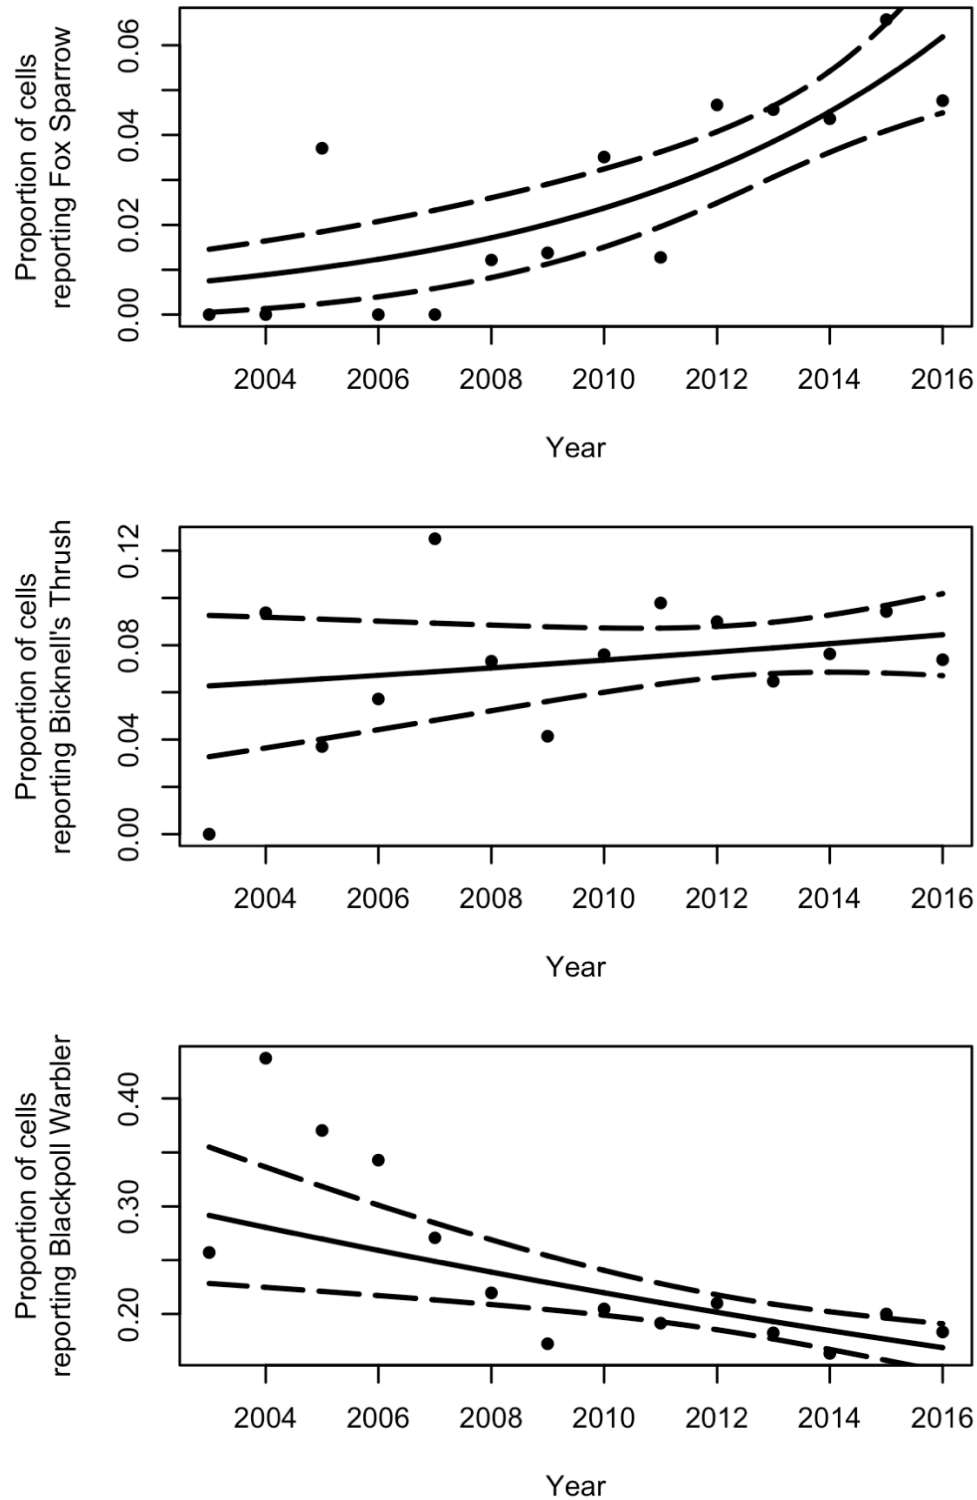 Proportion of cells
reporting Fox Sparrow
0.06
0.04
0.02
0.00
2004 2006 2008 2010 2012 2014 2016
Year
Proportion of cells
reporting Bicknell's Thrush
0.12
0.08
0.04
0.00
2004 2006 2008 2010 2012 2014 2016
Year
Proportion of cells
reporting Blackpoll Warbler
0.40
0.30
0.20
2004 2006 2008 2010 2012 2014 2016
Year